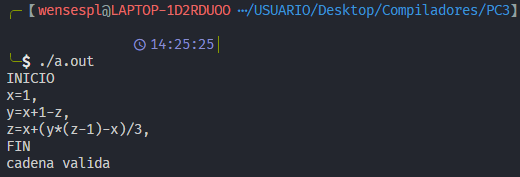 [wensespl@LAPTOP-1D2RDUOO ⋯/USUARIO/Desktop/Compiladores/PC3]
14:25:25
$ ./a.out
INICIO
x=1,
y=x+1-z,
z=x+(y*(z-1)-x)/3,
FIN
cadena valida